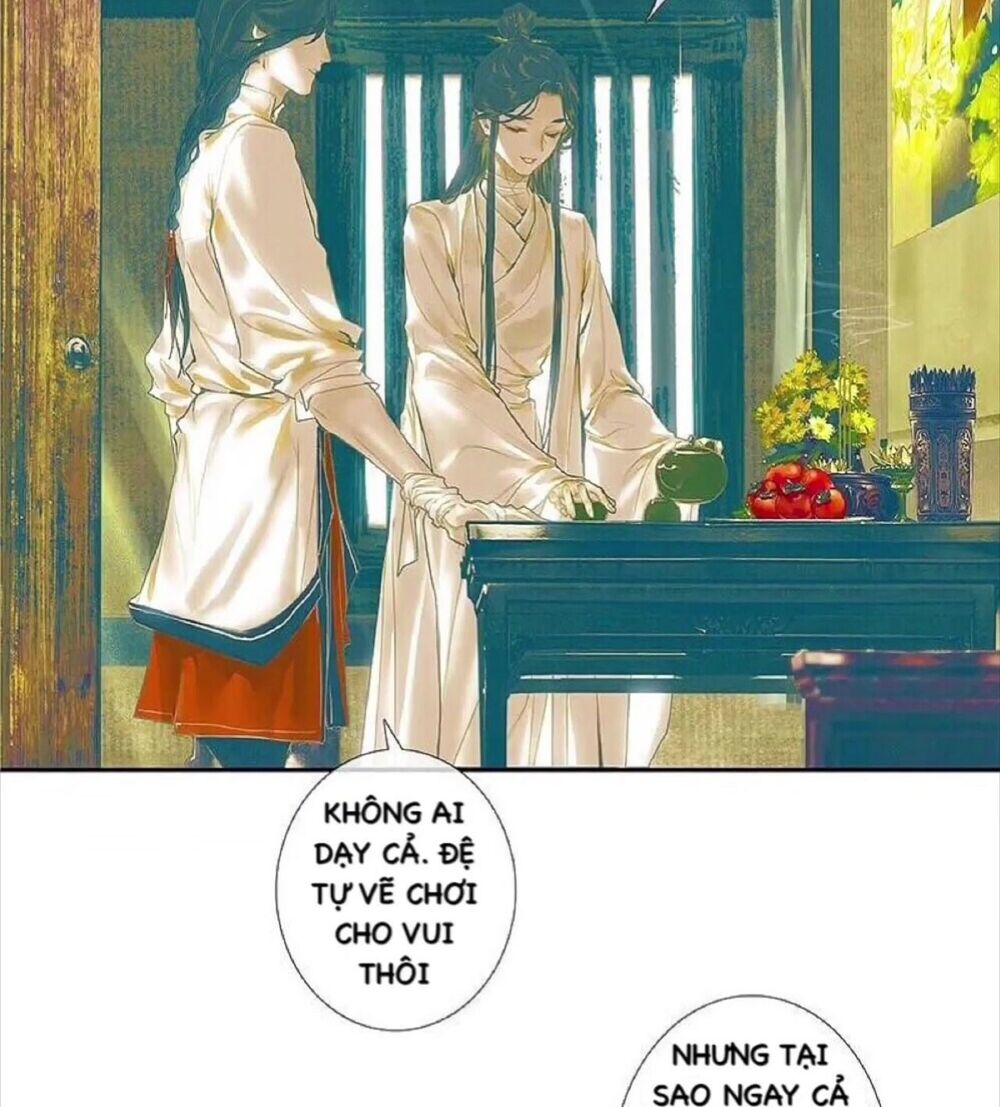 KHÔNG AI
DẠY CẢ. ĐỆ
TỰ VẼ CHƠI
CHO VUI
THÔI
NHƯNG TẠI
SAO NGAY CẢ